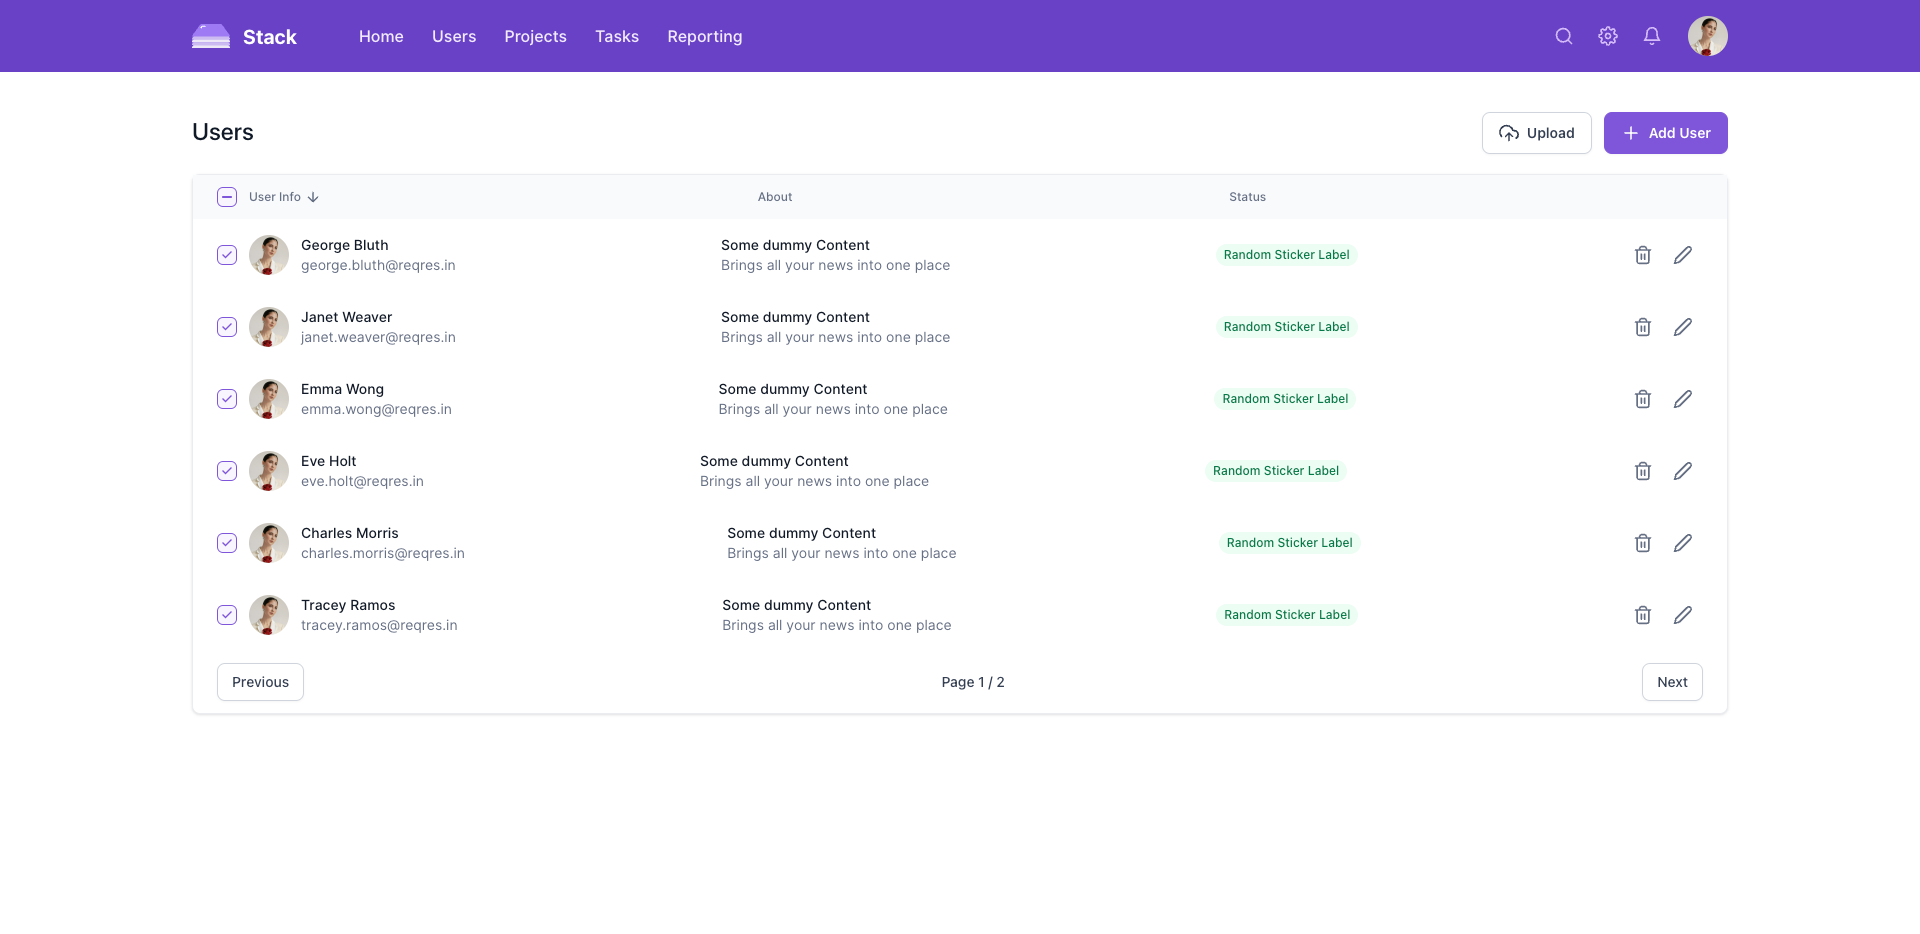 Stack
Home Users Projects Tasks Reporting
Users
Upload
Add User
User Info About Status
George Bluth Some dummy Content
george.bluth@reqres.in Brings all your news into one place
Random Sticker Label
Janet Weaver Some dummy Content
janet.weaver@reqres.in Brings all your news into one place
Random Sticker Label
Emma Wong Some dummy Content
emma.wong@reqres.in Brings all your news into one place
Random Sticker Label
Eve Holt Some dummy Content
eve.holt@reqres.in Brings all your news into one place
Random Sticker Label
Charles Morris Some dummy Content
charles.morris@reqres.in Brings all your news into one place
Random Sticker Label
Tracey Ramos Some dummy Content
tracey.ramos@reqres.in Brings all your news into one place
Random Sticker Label
Previous Page 1 / 2 Next